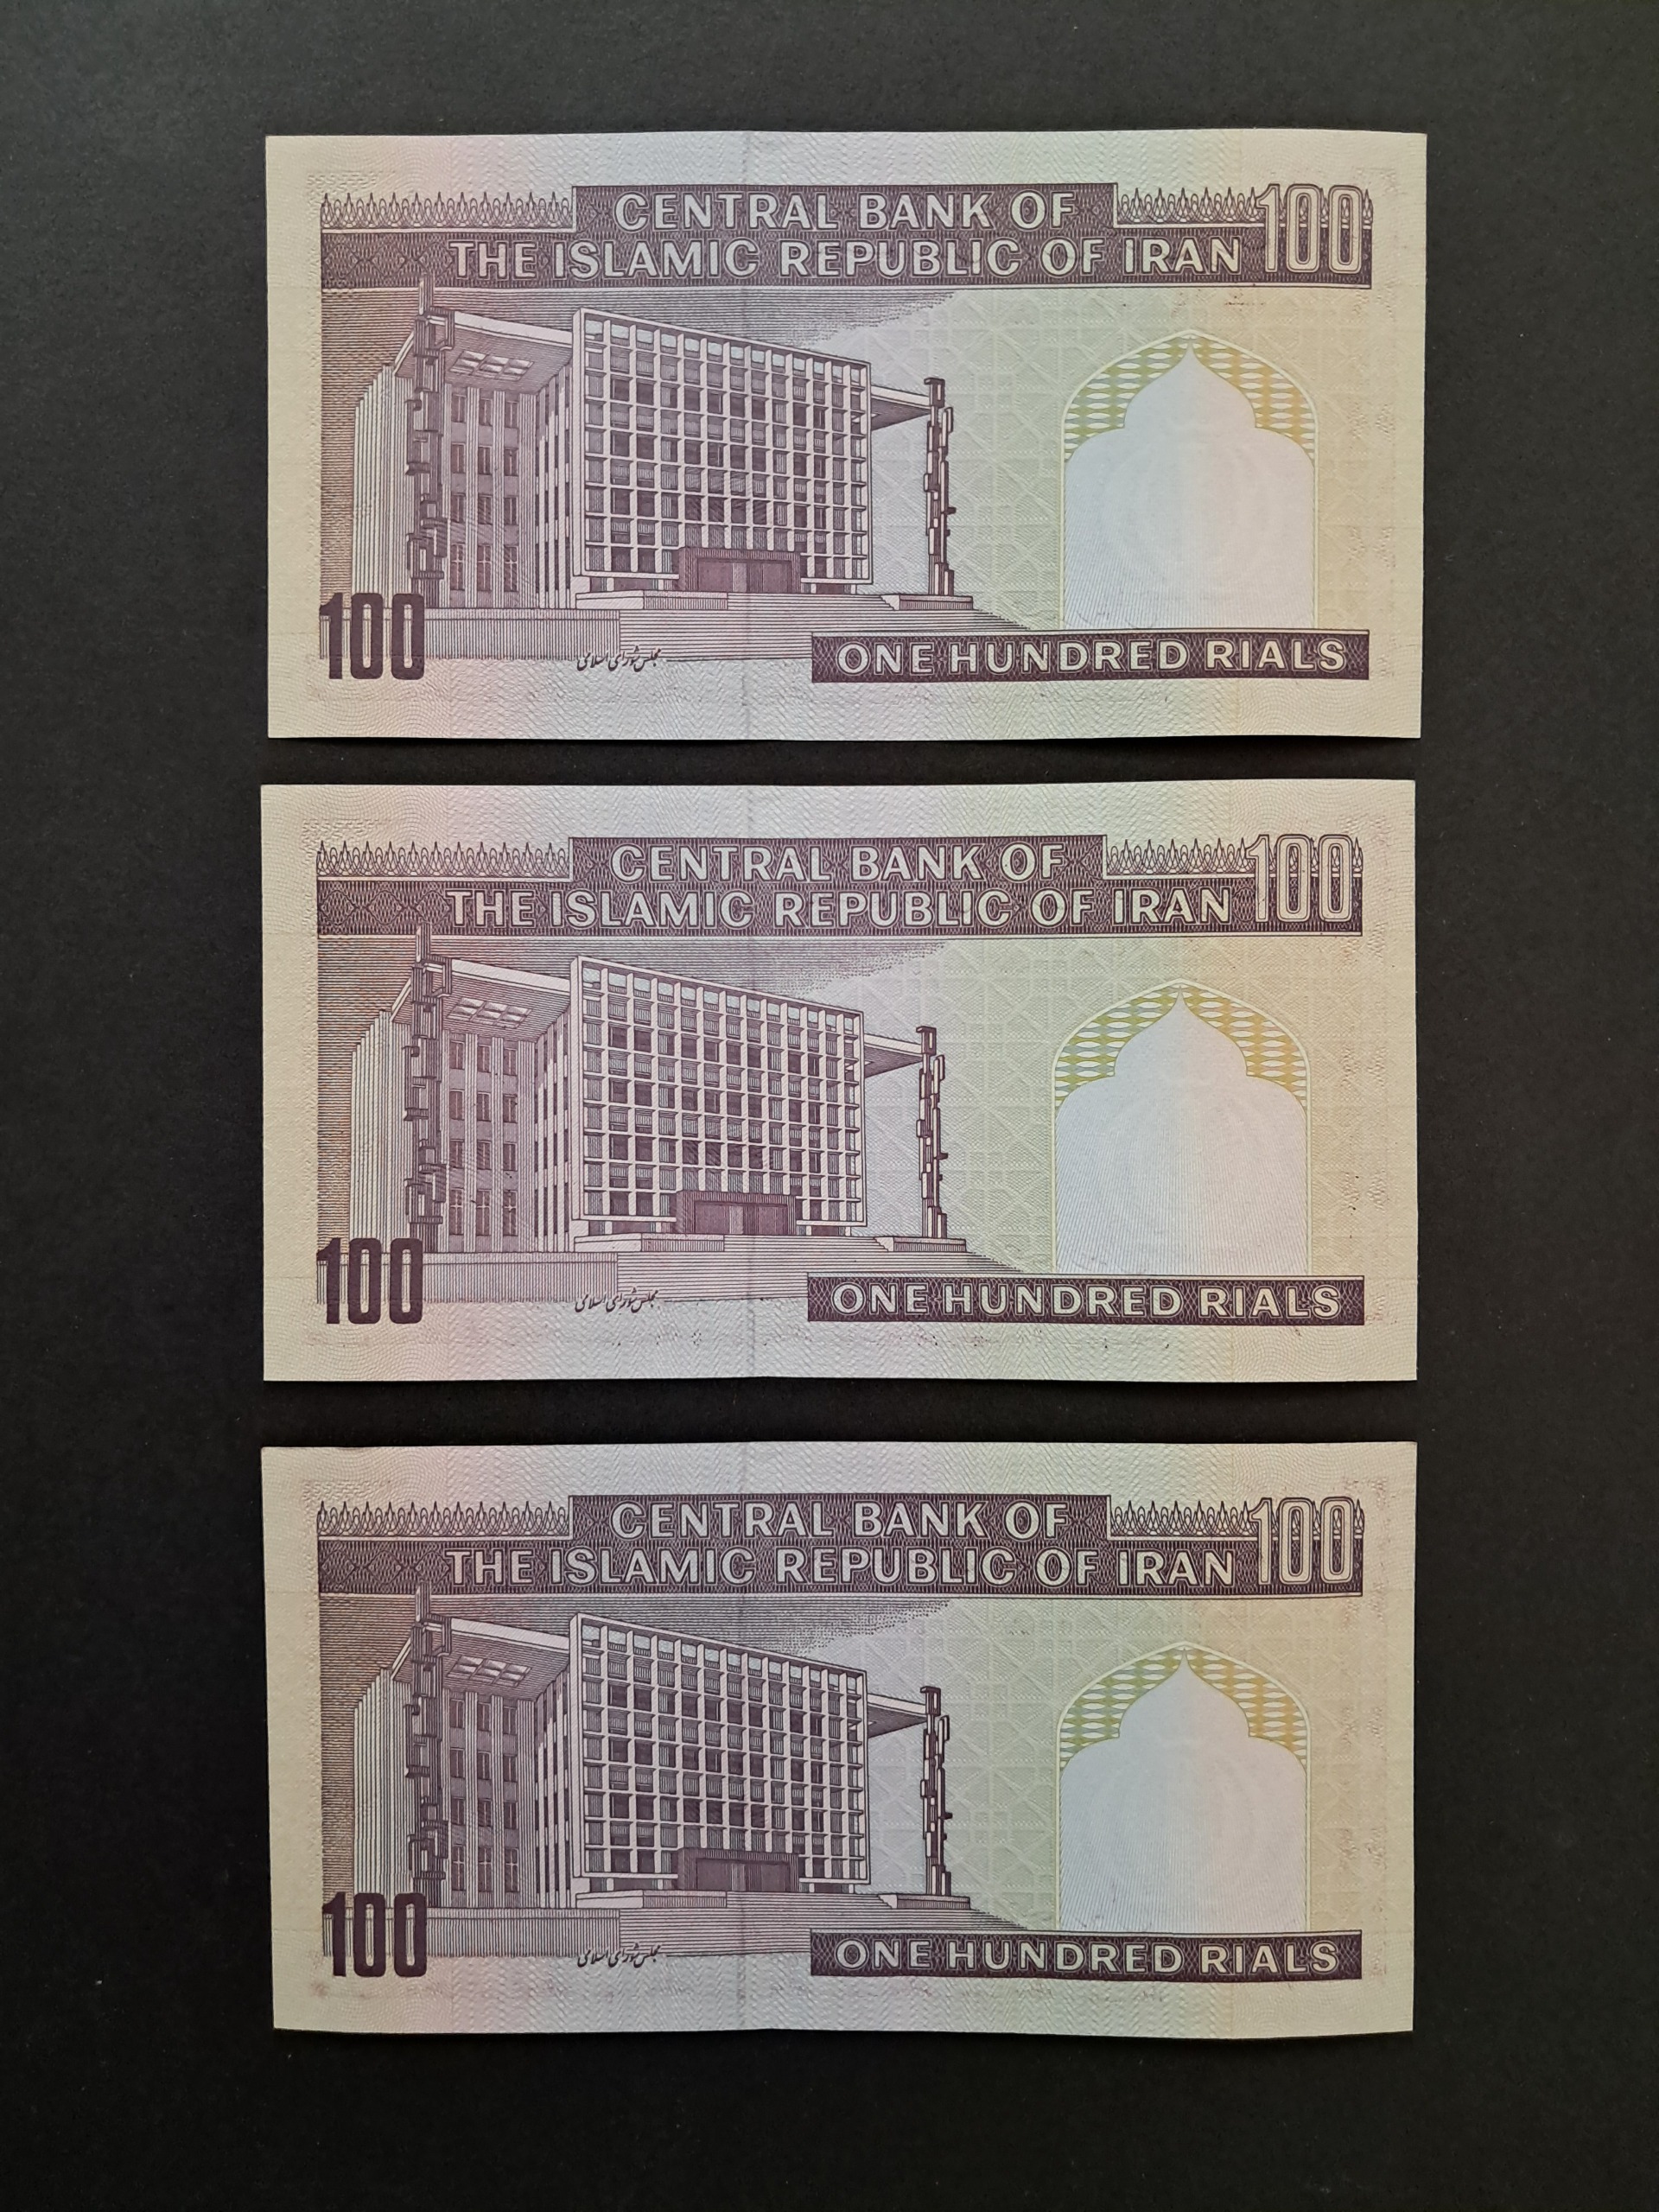 CENTRAL BANK OF
THE ISLAMIC REPUBLIC OF IRAN 100
100
مجلس شورای اسلامی
ONE HUNDRED RIALS
CENTRAL BANK OF
THE ISLAMIC REPUBLIC OF IRAN 100
100
مجلس شورای اسلامی
ONE HUNDRED RIALS
CENTRAL BANK OF
THE ISLAMIC REPUBLIC OF IRAN 100
100
مجلس شورای اسلامی
ONE HUNDRED RIALS